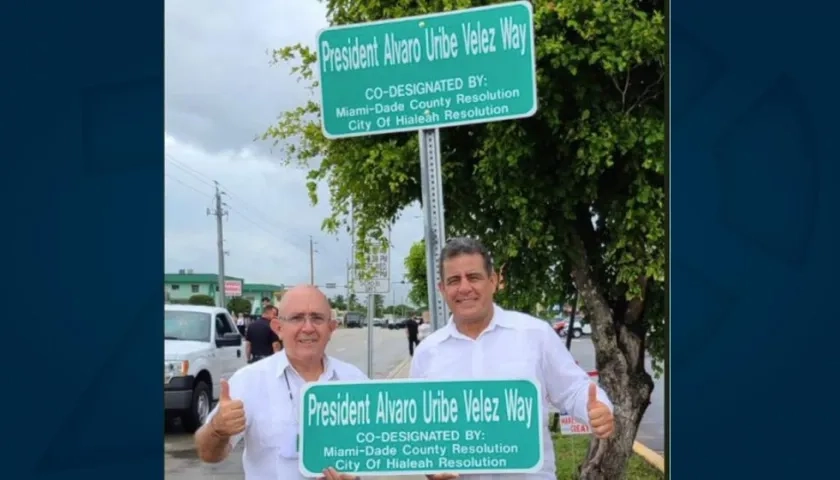 President Alvaro Uribe Velez Way
CO-DESIGNATED BY:
Miami-Dade County Resolution
City Of Hialeah Resolution
President Alvaro Uribe Velez Way
CO-DESIGNATED BY:
Miami-Dade County Resolution
City Of Hialeah Resolution